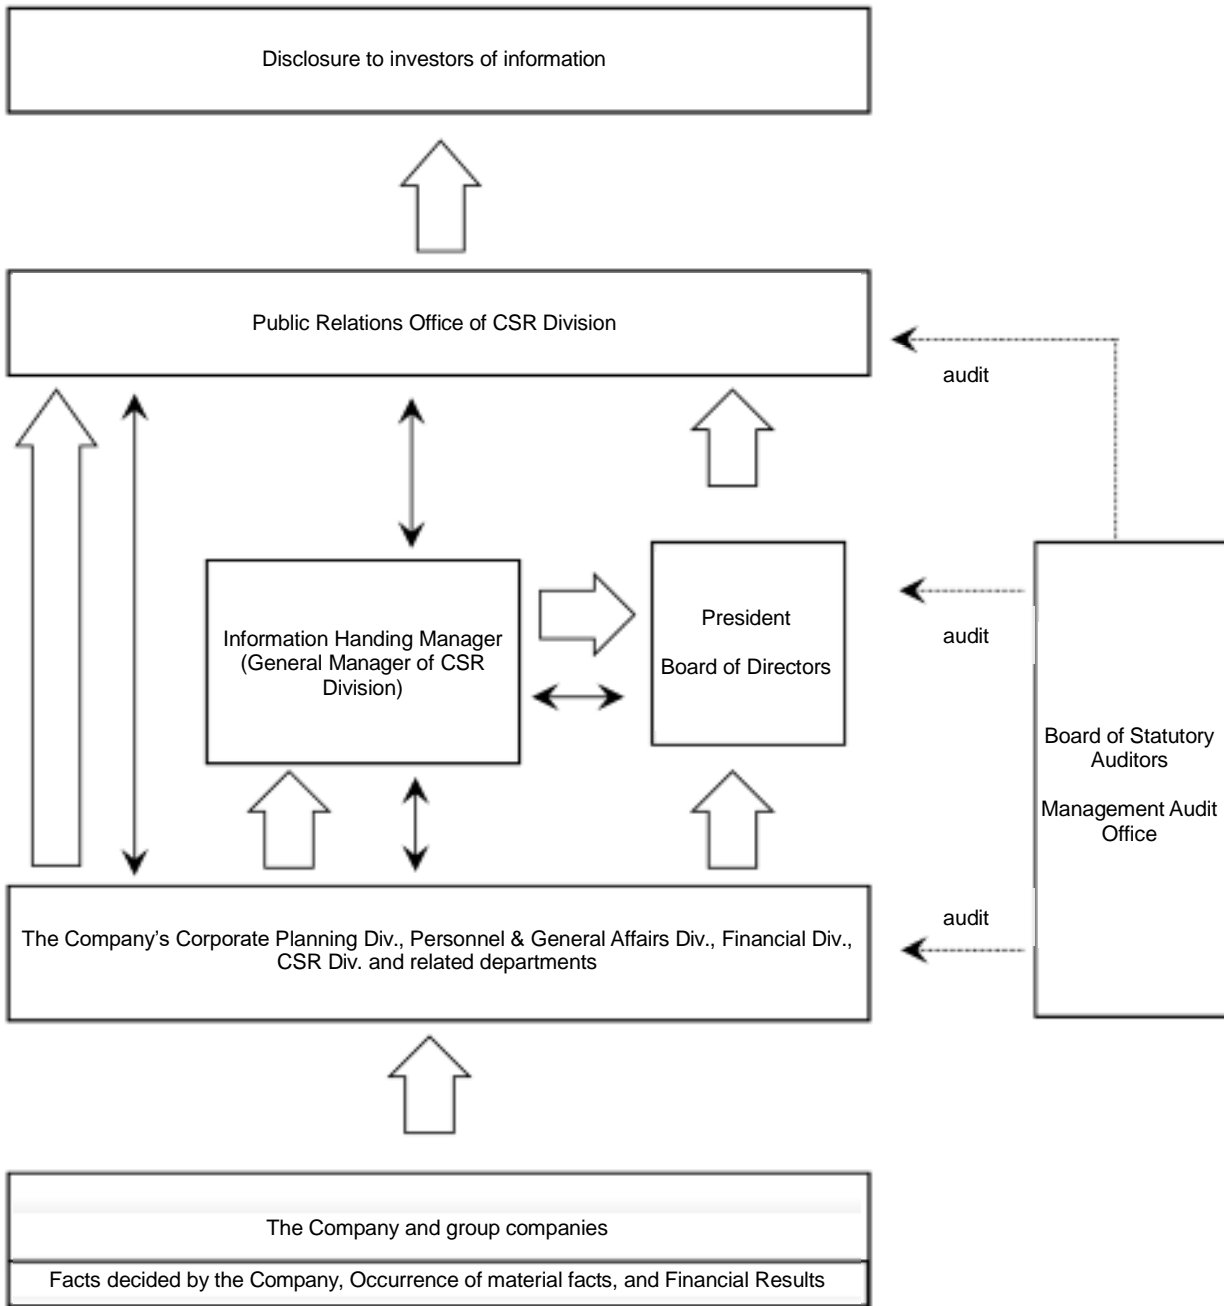 Disclosure to investors of information
Public Relations Office of CSR Division
audit
Information Handing Manager
(General Manager of CSR
Division)
President
Board of Directors
audit
Board of Statutory
Auditors
Management Audit
Office
The Company’s Corporate Planning Div., Personnel & General Affairs Div., Financial Div.,
CSR Div. and related departments
audit
The Company and group companies
Facts decided by the Company, Occurrence of material facts, and Financial Results